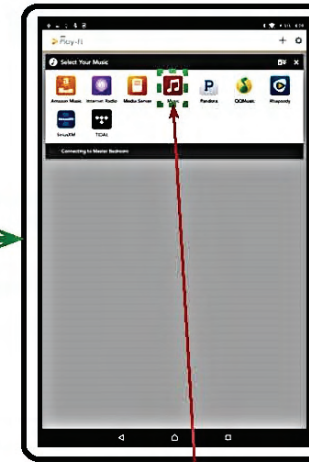 Play-Fi
Select Your Music
Amazon Music Internet Radio Media Server Music Pandora QQMusic Rhapsody
SiriusXM TIDAL
Connecting to Master Bedroom